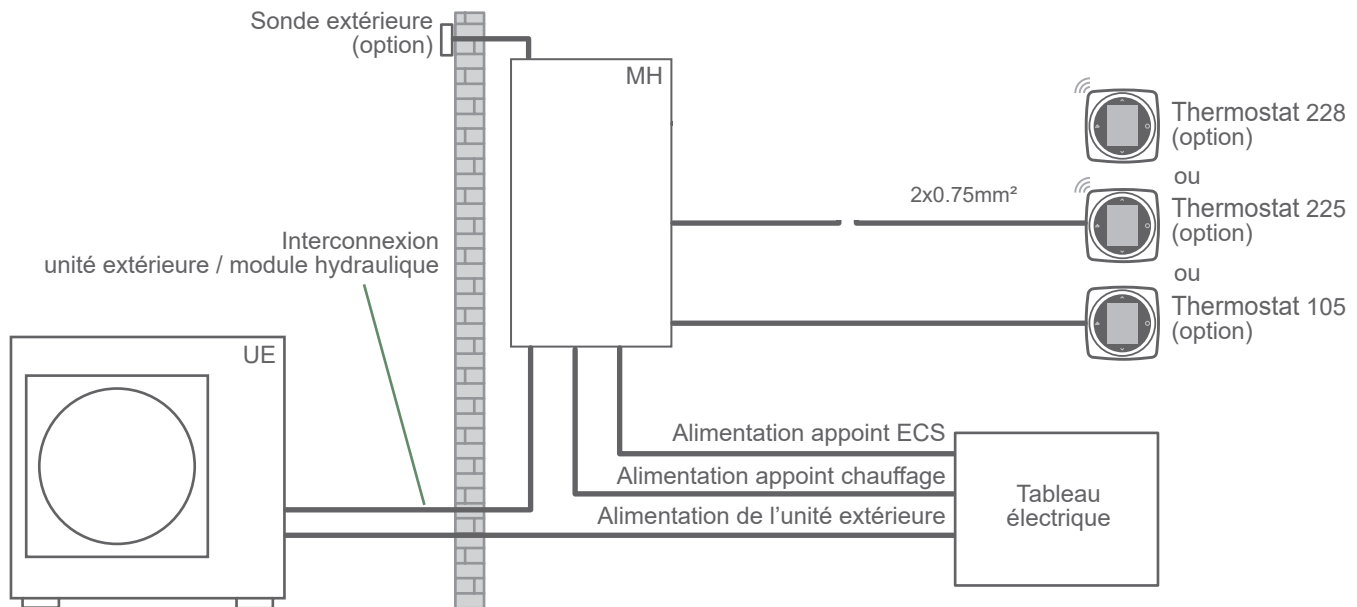 Sonde extérieure
(option)
MH
Thermostat 228
(option)
ou
2x0.75mm²
Thermostat 225
(option)
ou
Thermostat 105
(option)
Interconnexion
unité extérieure / module hydraulique
UE
Alimentation appoint ECS
Alimentation appoint chauffage
Alimentation de l’unité extérieure
Tableau
électrique